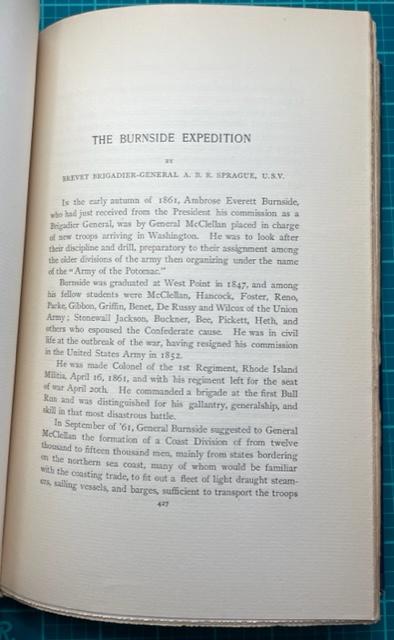 THE BURNSIDE EXPEDITION
BY
BREVET BRIGADIER-GENERAL A. B. R. SPRAGUE, U.S.V.
In the early autumn of 1861, Ambrose Everett Burnside,
who had just received from the President his commission as a
Brigadier General, was by General McClellan placed in charge
of new troops arriving in Washington. He was to look after
their discipline and drill, preparatory to their assignment among
the older divisions of the army then organizing under the name
of the "Army of the Potomac."
Burnside was graduated at West Point in 1847, and among
his fellow students were McClellan, Hancock, Foster, Reno,
Parke, Gibbon, Griffin, Benet, De Russy and Wilcox of the Union
Army; Stonewall Jackson, Buckner, Bee, Pickett, Heth, and
others who espoused the Confederate cause. He was in civil
life at the outbreak of the war, having resigned his commission
in the United States Army in 1852.
He was made Colonel of the 1st Regiment, Rhode Island
Militia, April 16, 1861, and with his regiment left for the seat
of war April 20th. He commanded a brigade at the first Bull
Run and was distinguished for his gallantry, generalship, and
skill in that most disastrous battle.
In September of '61, General Burnside suggested to General
McClellan the formation of a Coast Division of from twelve
thousand to fifteen thousand men, mainly from states bordering
on the northern sea coast, many of whom would be familiar
with the coasting trade, to fit out a fleet of light draught steam-
ers, sailing vessels, and barges, sufficient to transport the troops
427